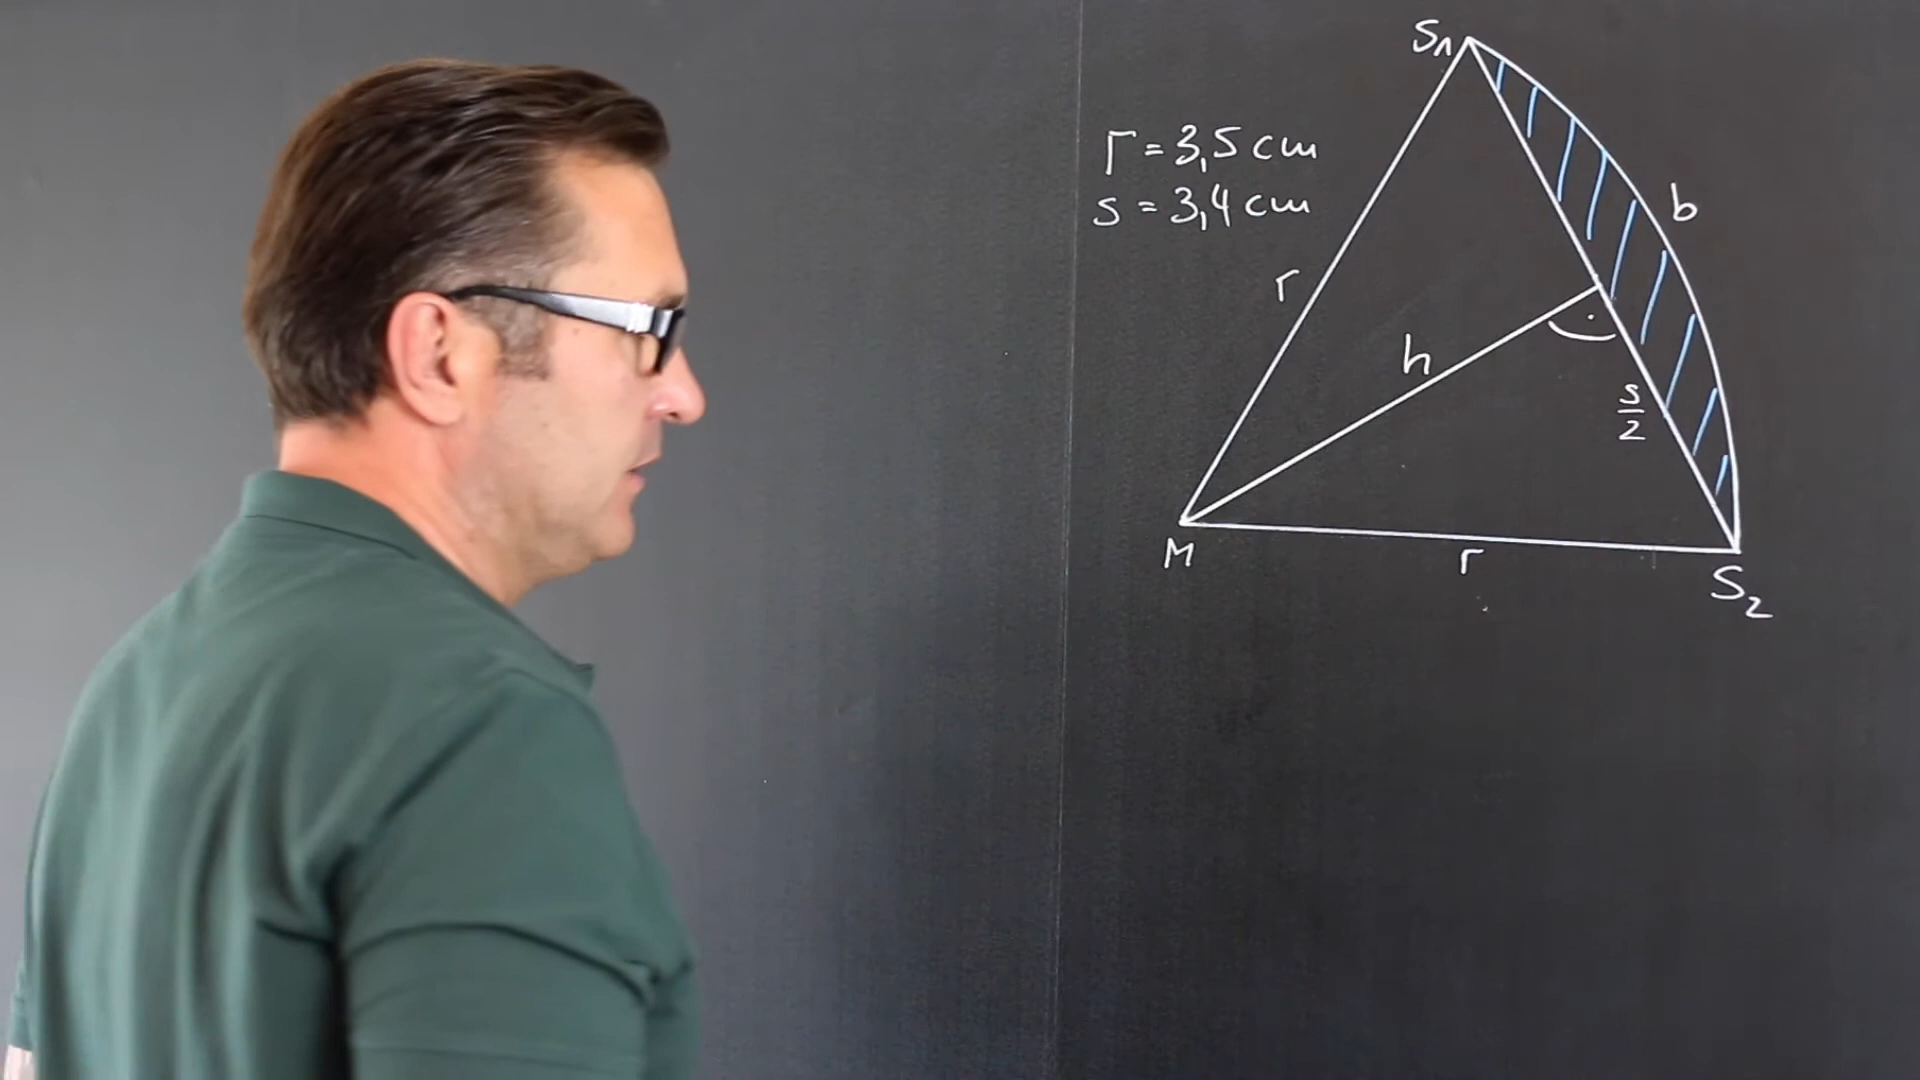 S₁
r = 3,5 cm
s = 3,4 cm
b
r
h
s/2
M
r
S₂